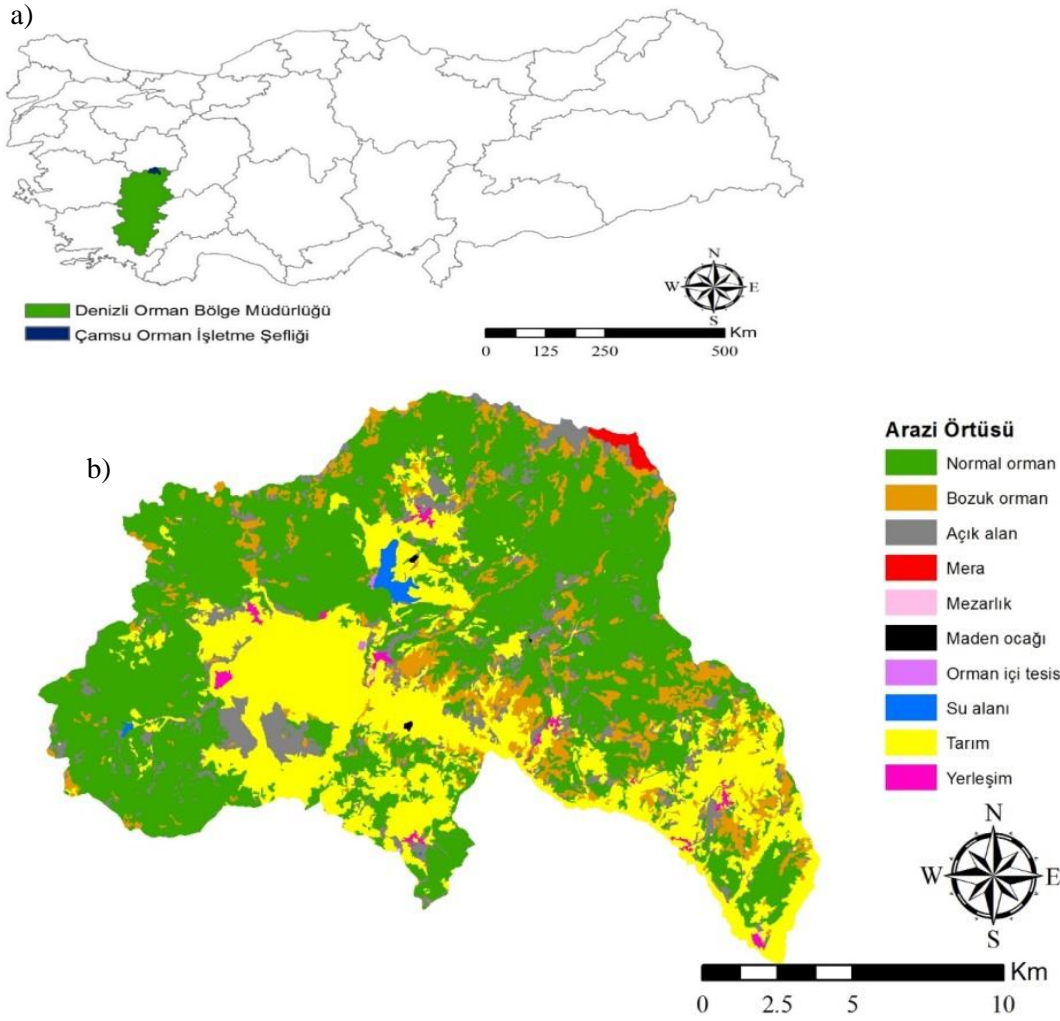 a)
Denizli Orman Bölge Müdürlüğü
Çamsu Orman İşletme Şefliği
N
W E
S
Km
0 125 250 500
b)
Arazi Örtüsü
Normal orman
Bozuk orman
Açık alan
Mera
Mezarlık
Maden ocağı
Orman içi tesis
Su alanı
Tarım
Yerleşim
N
W E
S
Km
0 2.5 5 10